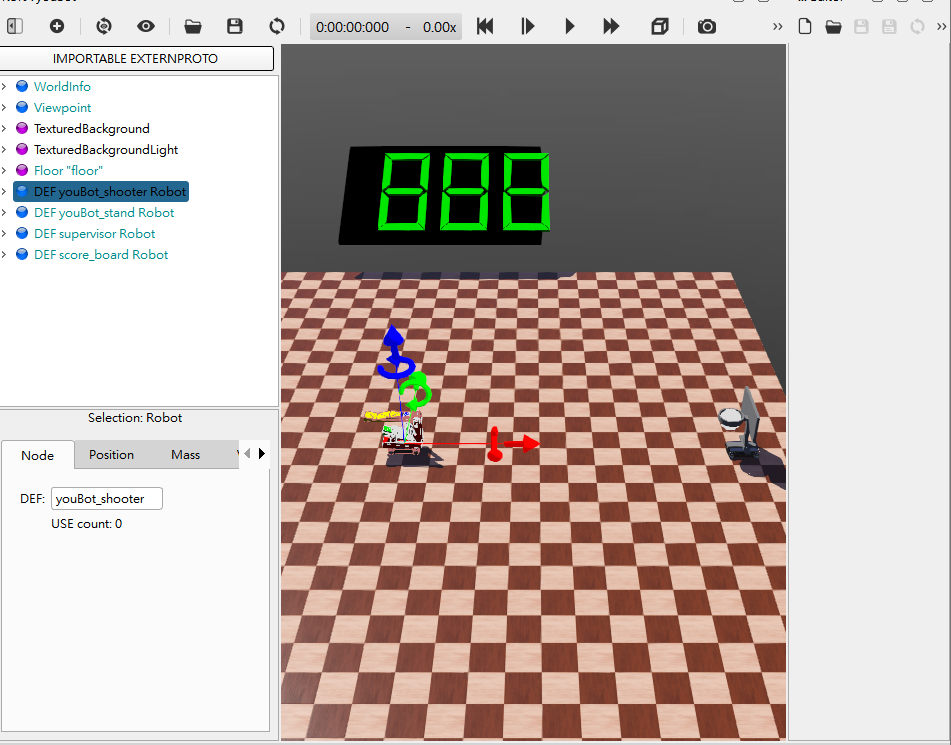 0:00:00:000 - 0.00x
IMPORTABLE EXTERNPROTO
WorldInfo
Viewpoint
TexturedBackground
TexturedBackgroundLight
Floor "floor"
DEF youBot_shooter Robot
DEF youBot_stand Robot
DEF supervisor Robot
DEF score_board Robot
888
Selection: Robot
Node Position Mass
DEF: youBot_shooter
USE count: 0